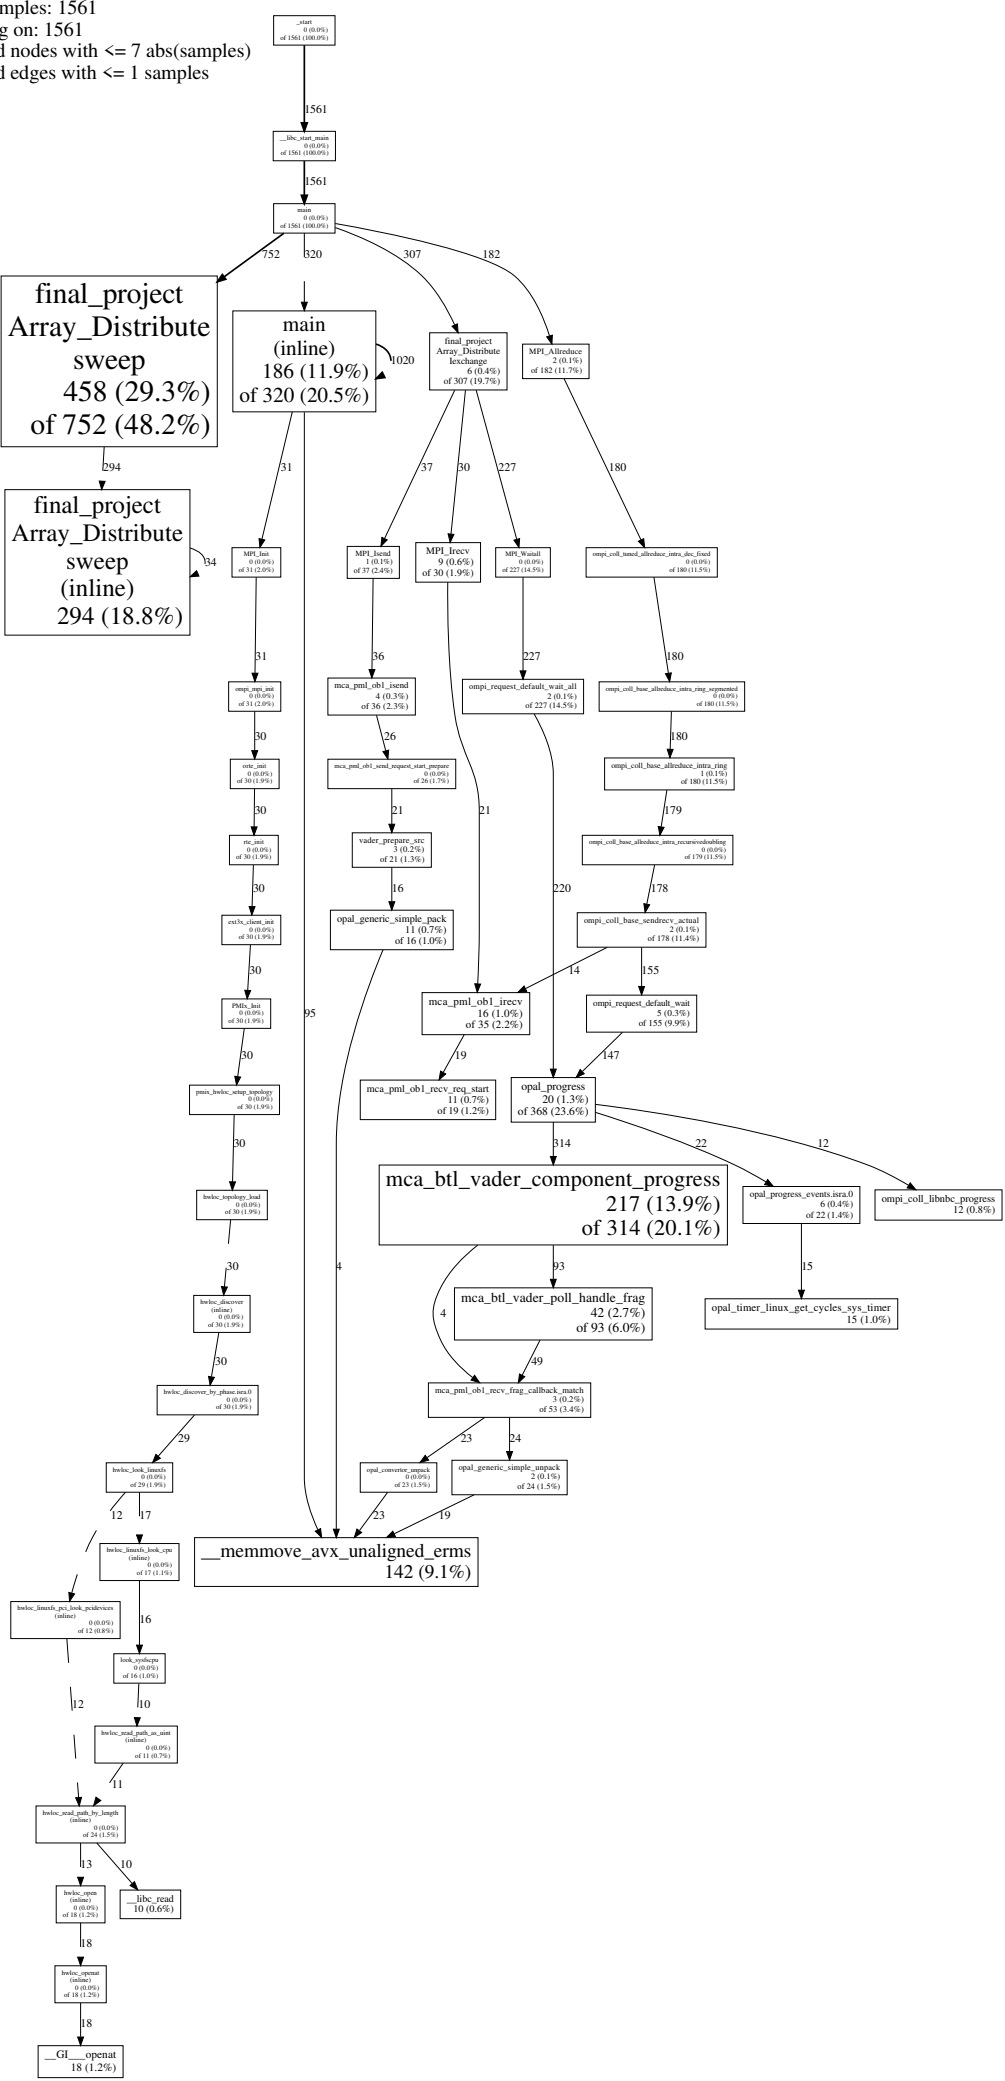 mples: 1561
g on: 1561
d nodes with <= 7 abs(samples)
d edges with <= 1 samples
_start
0 (0.0%)
of 1561 (100.0%)
1561
__libc_start_main
0 (0.0%)
of 1561 (100.0%)
1561
main
0 (0.0%)
of 1561 (100.0%)
752
320
307
182
final_project
Array_Distribute
sweep
458 (29.3%)
of 752 (48.2%)
main
(inline)
186 (11.9%)
of 320 (20.5%)
1020
final_project
Array_Distribute
Iexchange
6 (0.4%)
of 307 (19.7%)
MPI_Allreduce
2 (0.1%)
of 182 (11.7%)
294
31
37
30
227
180
final_project
Array_Distribute
sweep
(inline)
294 (18.8%)
34
MPI_Init
0 (0.0%)
of 31 (2.0%)
MPI_Isend
1 (0.1%)
of 37 (2.4%)
MPI_Irecv
9 (0.6%)
of 30 (1.9%)
MPI_Waitall
0 (0.0%)
of 227 (14.5%)
ompi_coll_tuned_allreduce_intra_dec_fixed
0 (0.0%)
of 180 (11.5%)
31
36
227
180
ompi_mpi_init
0 (0.0%)
of 31 (2.0%)
mca_pml_ob1_isend
4 (0.3%)
of 36 (2.3%)
ompi_request_default_wait_all
2 (0.1%)
of 227 (14.5%)
ompi_coll_base_allreduce_intra_ring_segmented
0 (0.0%)
of 180 (11.5%)
30
26
180
orte_init
0 (0.0%)
of 30 (1.9%)
mca_pml_ob1_send_request_start_prepare
0 (0.0%)
of 26 (1.7%)
ompi_coll_base_allreduce_intra_ring
1 (0.1%)
of 180 (11.5%)
30
21
21
179
rte_init
0 (0.0%)
of 30 (1.9%)
vader_prepare_src
3 (0.2%)
of 21 (1.3%)
ompi_coll_base_allreduce_intra_recursivedoubling
0 (0.0%)
of 179 (11.5%)
30
16
220
178
ext3x_client_init
0 (0.0%)
of 30 (1.9%)
opal_generic_simple_pack
11 (0.7%)
of 16 (1.0%)
ompi_coll_base_sendrecv_actual
2 (0.1%)
of 178 (11.4%)
30
14
155
PMIx_Init
0 (0.0%)
of 30 (1.9%)
95
mca_pml_ob1_irecv
16 (1.0%)
of 35 (2.2%)
ompi_request_default_wait
5 (0.3%)
of 155 (9.9%)
30
19
147
pmix_hwloc_setup_topology
0 (0.0%)
of 30 (1.9%)
mca_pml_ob1_recv_req_start
11 (0.7%)
of 19 (1.2%)
opal_progress
20 (1.3%)
of 368 (23.6%)
30
314
22
12
hwloc_topology_load
0 (0.0%)
of 30 (1.9%)
mca_btl_vader_component_progress
217 (13.9%)
of 314 (20.1%)
opal_progress_events.isra.0
6 (0.4%)
of 22 (1.4%)
ompi_coll_libnbc_progress
12 (0.8%)
30
4
93
15
hwloc_discover
(inline)
0 (0.0%)
of 30 (1.9%)
4
mca_btl_vader_poll_handle_frag
42 (2.7%)
of 93 (6.0%)
opal_timer_linux_get_cycles_sys_timer
15 (1.0%)
30
49
hwloc_discover_by_phase.isra.0
0 (0.0%)
of 30 (1.9%)
mca_pml_ob1_recv_frag_callback_match
3 (0.2%)
of 53 (3.4%)
29
23
24
hwloc_look_linuxfs
0 (0.0%)
of 29 (1.9%)
opal_convertor_unpack
0 (0.0%)
of 23 (1.5%)
opal_generic_simple_unpack
2 (0.1%)
of 24 (1.5%)
12
17
23
19
hwloc_linuxfs_look_cpu
(inline)
0 (0.0%)
of 17 (1.1%)
__memmove_avx_unaligned_erms
142 (9.1%)
hwloc_linuxfs_pci_look_pcidevices
(inline)
0 (0.0%)
of 12 (0.8%)
16
look_sysfscpu
0 (0.0%)
of 16 (1.0%)
12
10
hwloc_read_path_as_uint
(inline)
0 (0.0%)
of 11 (0.7%)
11
hwloc_read_path_by_length
(inline)
0 (0.0%)
of 24 (1.5%)
13
10
hwloc_open
(inline)
0 (0.0%)
of 18 (1.2%)
__libc_read
10 (0.6%)
18
hwloc_openat
(inline)
0 (0.0%)
of 18 (1.2%)
18
__GI___openat
18 (1.2%)